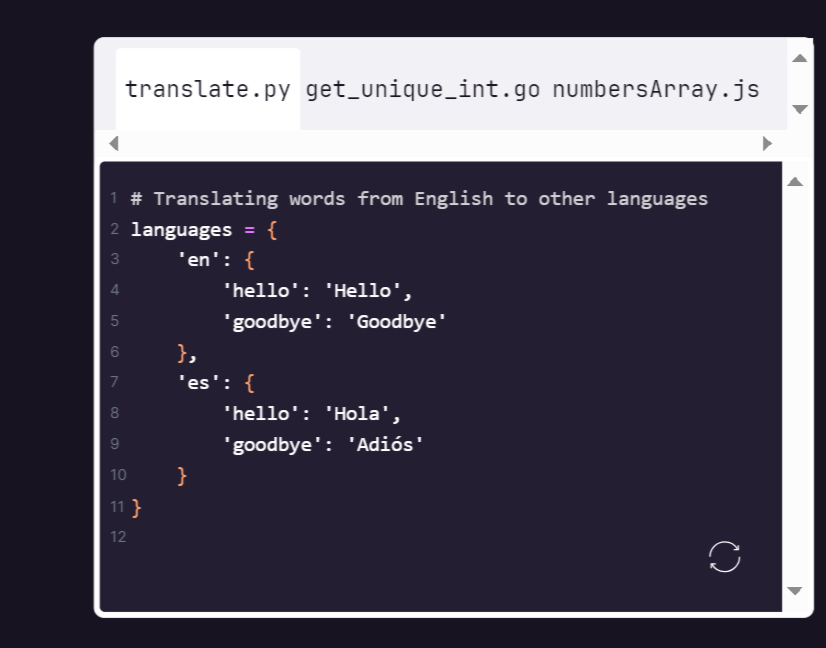 translate.py get_unique_int.go numbersArray.js
1 # Translating words from English to other languages
2 languages = {
3     'en': {
4         'hello': 'Hello',
5         'goodbye': 'Goodbye'
6     },
7     'es': {
8         'hello': 'Hola',
9         'goodbye': 'Adiós'
10     }
11 }
12